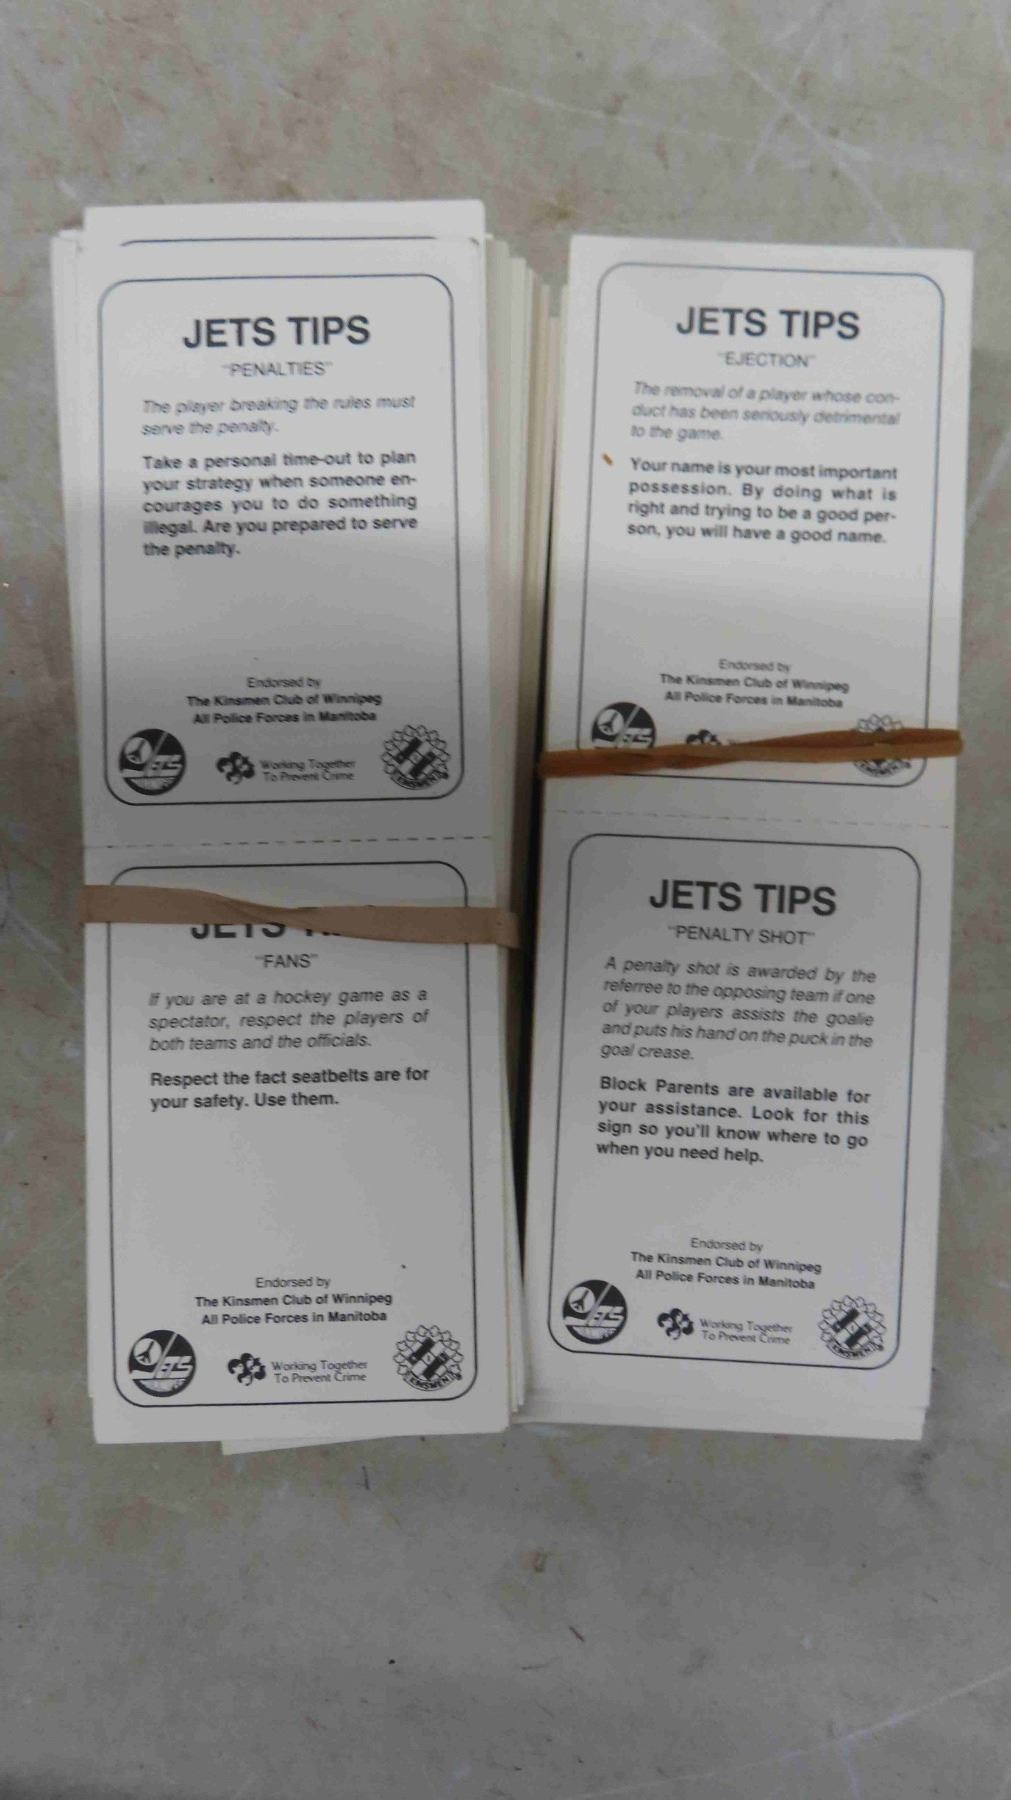 JETS TIPS
"PENALTIES"
The player breaking the rules must
serve the penalty.
Take a personal time-out to plan
your strategy when someone en-
courages you to do something
illegal. Are you prepared to serve
the penalty.
Endorsed by
The Kinsmen Club of Winnipeg
All Police Forces in Manitoba
JETS
Working Together
To Prevent Crime
KINSMEN
JETS
"FANS"
If you are at a hockey game as a
spectator, respect the players of
both teams and the officials.
Respect the fact seatbelts are for
your safety. Use them.
Endorsed by
The Kinsmen Club of Winnipeg
All Police Forces in Manitoba
JETS
Working Together
To Prevent Crime
KINSMEN
JETS TIPS
"EJECTION"
The removal of a player whose con-
duct has been seriously detrimental
to the game.
Your name is your most important
possession. By doing what is
right and trying to be a good per-
son, you will have a good name.
Endorsed by
The Kinsmen Club of Winnipeg
All Police Forces in Manitoba
JETS
JETS TIPS
"PENALTY SHOT"
A penalty shot is awarded by the
referree to the opposing team if one
of your players assists the goalie
and puts his hand on the puck in the
goal crease.
Block Parents are available for
your assistance. Look for this
sign so you'll know where to go
when you need help.
Endorsed by
The Kinsmen Club of Winnipeg
All Police Forces in Manitoba
JETS
Working Together
To Prevent Crime
KINSMEN